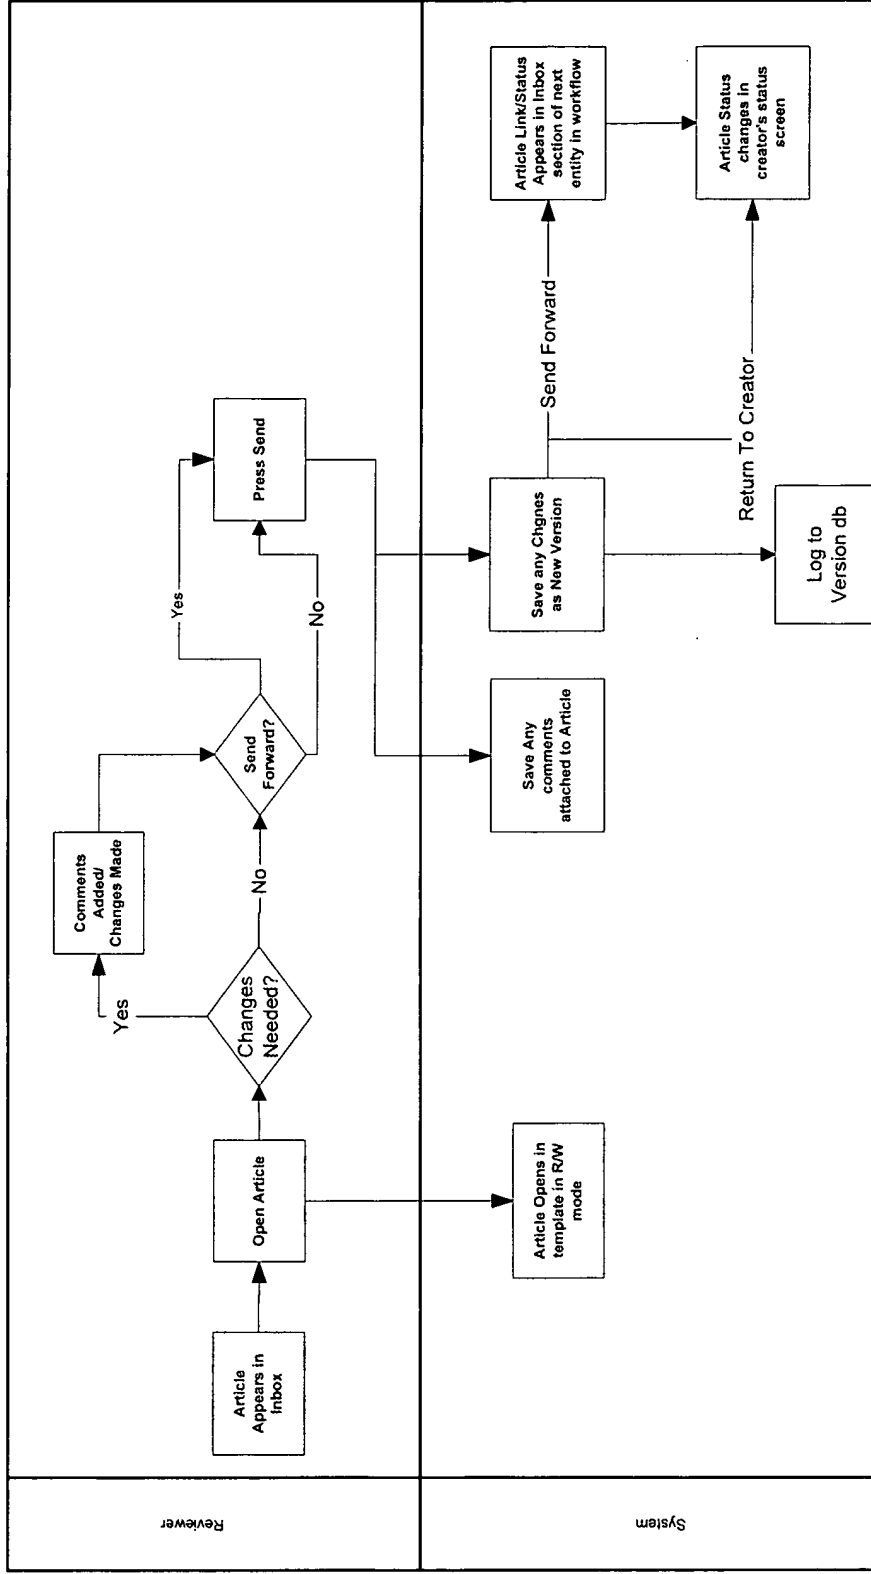 Reviewer
Article
Appears in
Inbox
Open Article
Changes
Needed?
Yes
No
Comments
Added/
Changes Made
Send
Forward?
Yes
No
Press Send
System
Article Opens in
template in R/W
mode
Save Any
comments
attached to Article
Save any Chgnes
as New Version
Log to
Version db
Send Forward
Return To Creator
Article Link/Status
Appears in Inbox
section of next
entity in workflow
Article Status
changes in
creator's status
screen